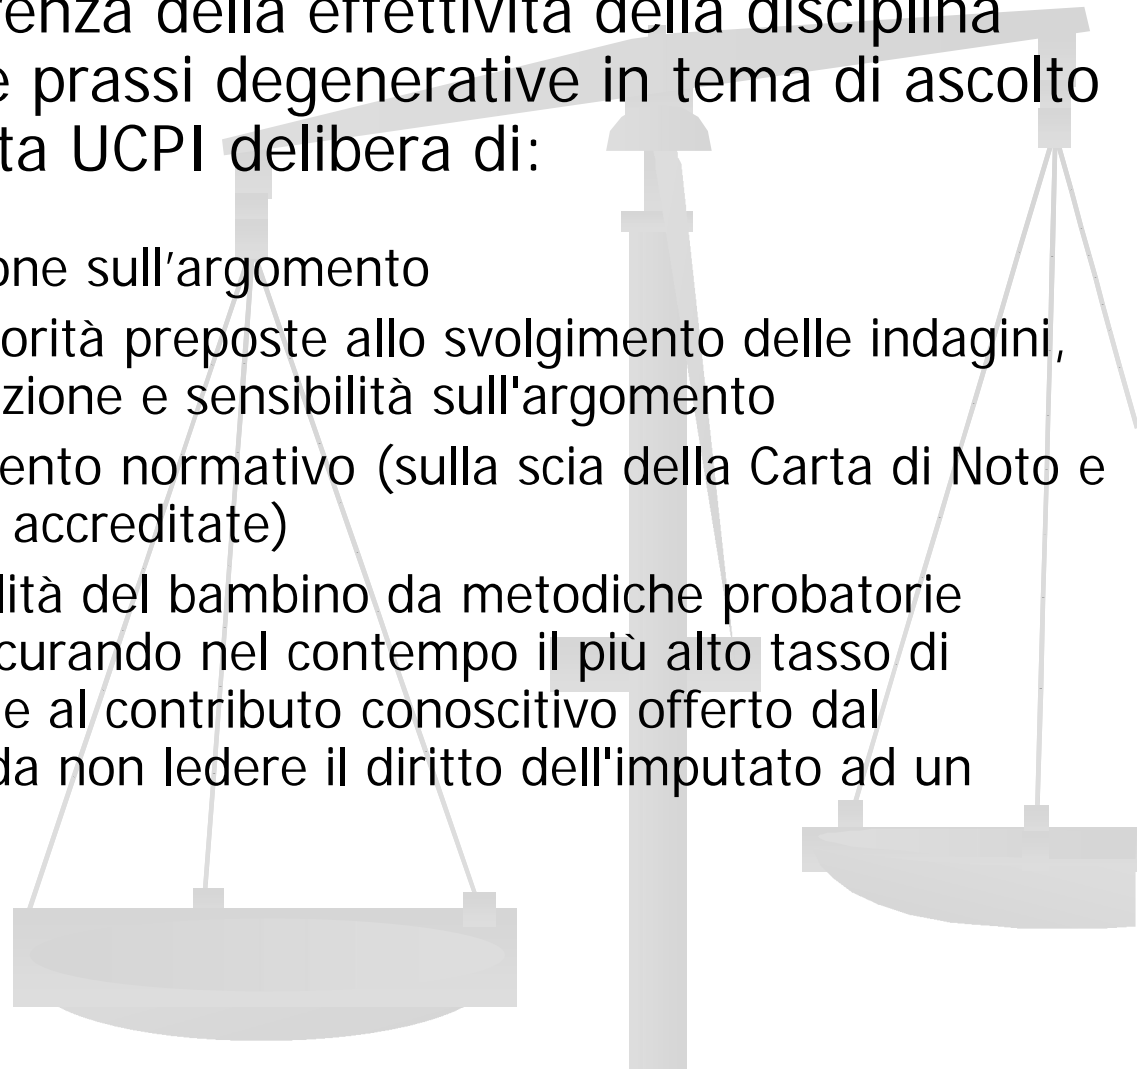 enza della effettività della disciplina
e prassi degenerative in tema di ascolto
ta UCPI delibera di:
one sull'argomento
orità preposte allo svolgimento delle indagini,
zione e sensibilità sull'argomento
ento normativo (sulla scia della Carta di Noto e
accreditate)
lità del bambino da metodiche probatorie
curando nel contempo il più alto tasso di
e al contributo conoscitivo offerto dal
da non ledere il diritto dell'imputato ad un